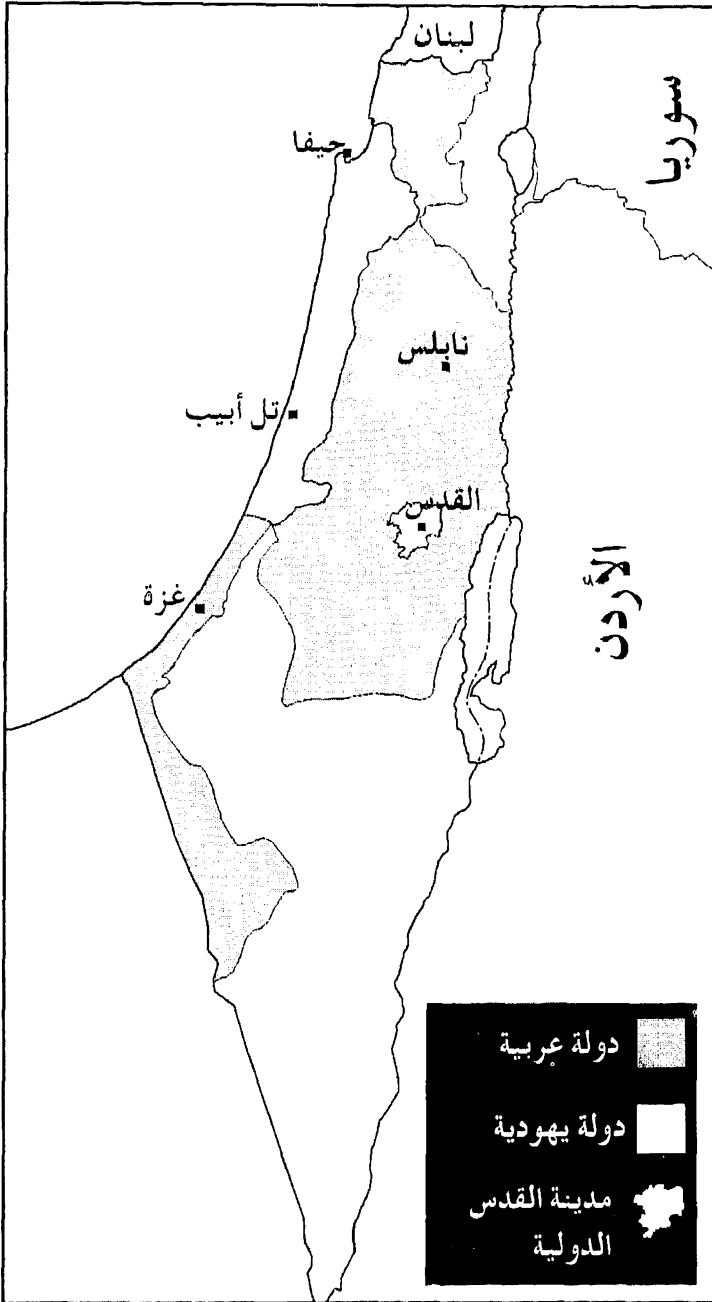 لبنان
سوريا
حيفا
نابلس
تل أبيب
القدس
غزة
الأردن
دولة عربية
دولة يهودية
مدينة القدس
الدولية